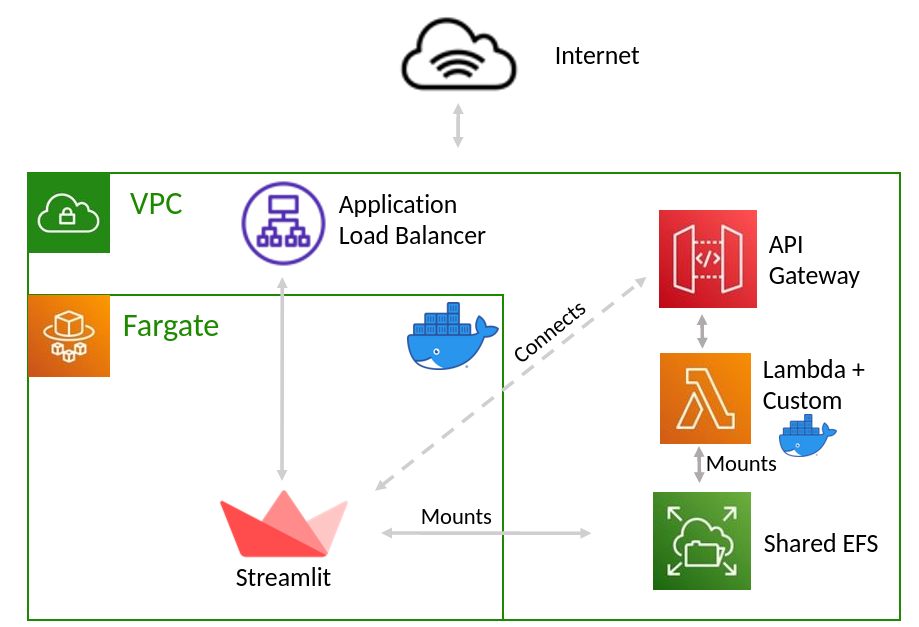 Internet
VPC
Application
Load Balancer
API
Gateway
Fargate
Connects
Lambda +
Custom
Mounts
Mounts
Shared EFS
Streamlit